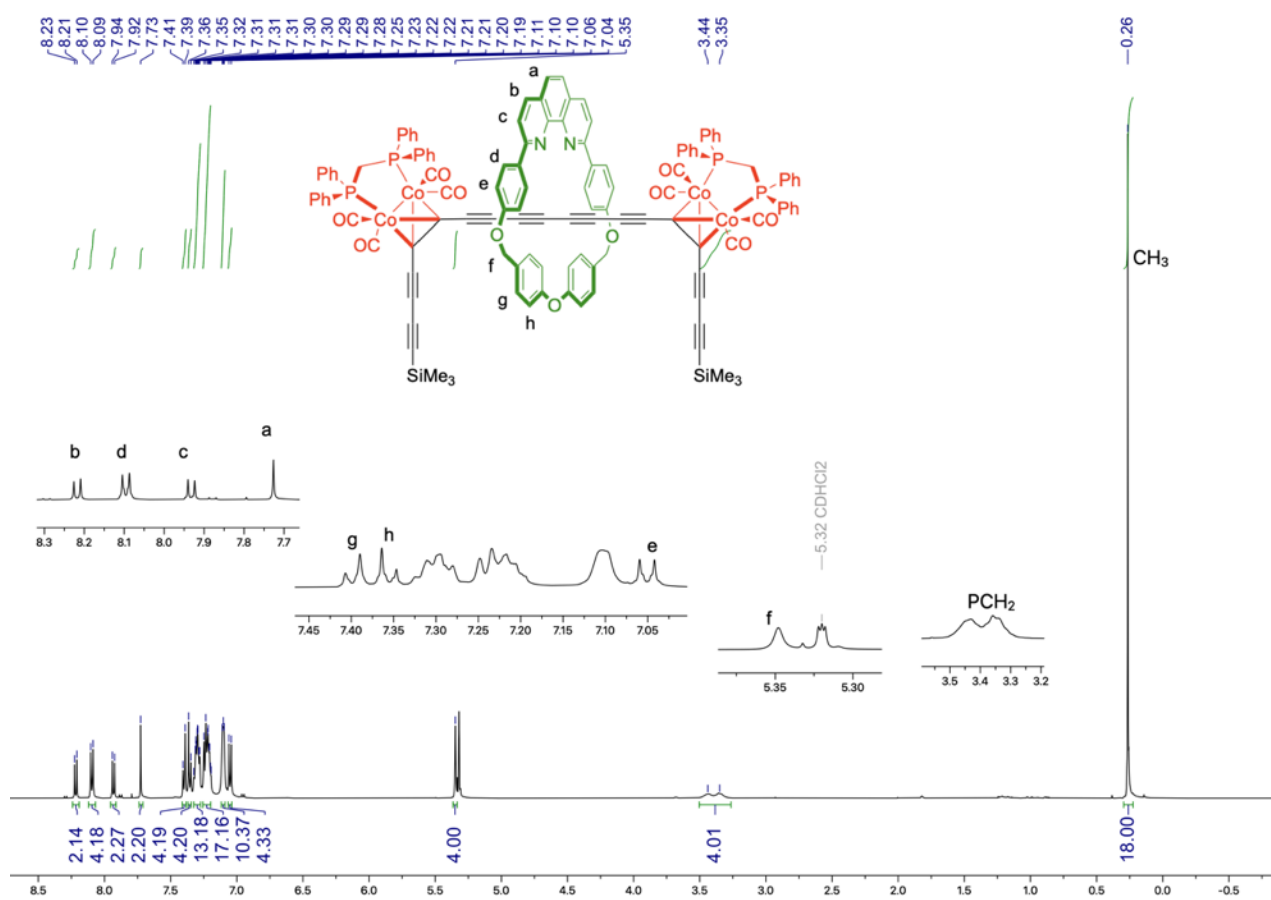 8.23 8.21 8.10 8.09 7.94 7.92 7.73 7.41 7.39 7.36 7.35 7.32 7.31 7.31 7.31 7.30 7.30 7.29 7.29 7.28 7.25 7.23 7.22 7.22 7.21 7.21 7.20 7.19 7.11 7.10 7.10 7.06 7.04 5.35
3.44 3.35
0.26
a
b
c
d
e
f
g
h
N N
O O
O
Ph Ph
P Ph
Ph P
Ph
CO
Co CO
OC Co
OC
SiMe3
Ph Ph
P Ph
P Ph
Ph
OC
OC Co
Co CO
CO
SiMe3
CH3
b d c a
8.3 8.2 8.1 8.0 7.9 7.8 7.7
g h e
7.45 7.40 7.35 7.30 7.25 7.20 7.15 7.10 7.05
5.32 CDHCl2
f
5.35 5.30
PCH2
3.5 3.4 3.3 3.2
2.14 4.18 2.27 2.20 4.19 4.20 13.18 17.16 10.37 4.33
4.00
4.01
18.00
8.5 8.0 7.5 7.0 6.5 6.0 5.5 5.0 4.5 4.0 3.5 3.0 2.5 2.0 1.5 1.0 0.5 0.0 -0.5